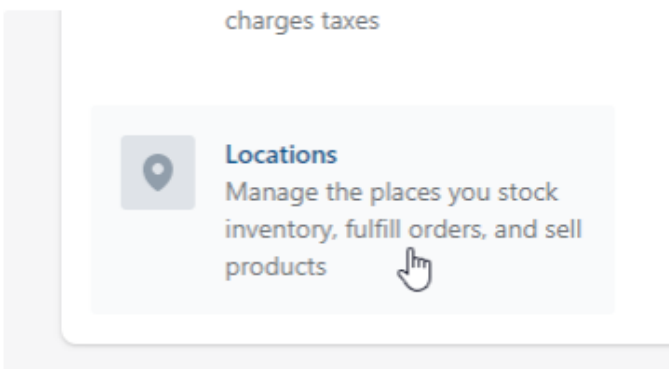 charges taxes
Locations
Manage the places you stock
inventory, fulfill orders, and sell
products